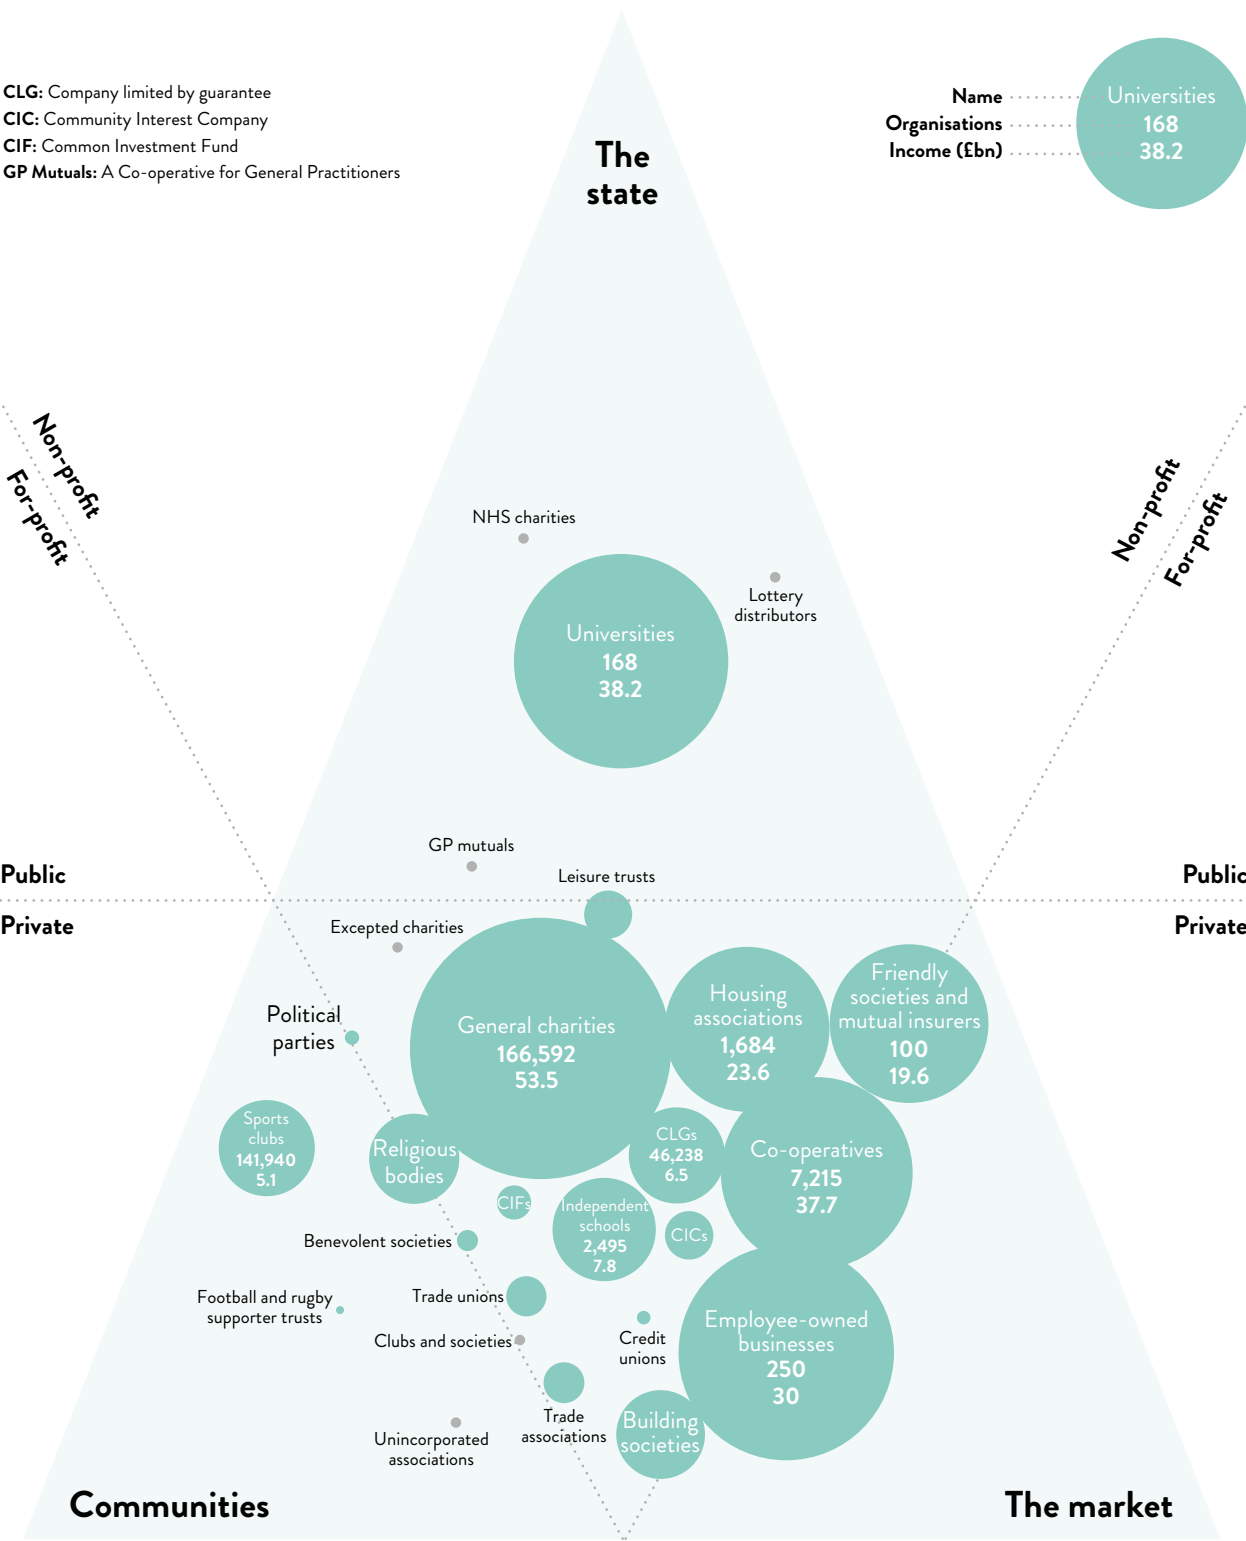 CLG: Company limited by guarantee
CIC: Community Interest Company
CIF: Common Investment Fund
GP Mutuals: A Co-operative for General Practitioners
Name
Organisations
Income (£bn)
Universities
168
38.2
The
state
Non-profit
For-profit
Non-profit
For-profit
NHS charities
Lottery
distributors
Universities
168
38.2
GP mutuals
Leisure trusts
Public
Public
Private
Private
Excepted charities
Political
parties
General charities
166,592
53.5
Housing
associations
1,684
23.6
Friendly
societies and
mutual insurers
100
19.6
Sports
clubs
141,940
5.1
Religious
bodies
CLGs
46,238
6.5
Co-operatives
7,215
37.7
CIFs
Independent
schools
2,495
7.8
CICs
Benevolent societies
Football and rugby
supporter trusts
Trade unions
Clubs and societies
Credit
unions
Employee-owned
businesses
250
30
Trade
associations
Building
societies
Unincorporated
associations
Communities
The market